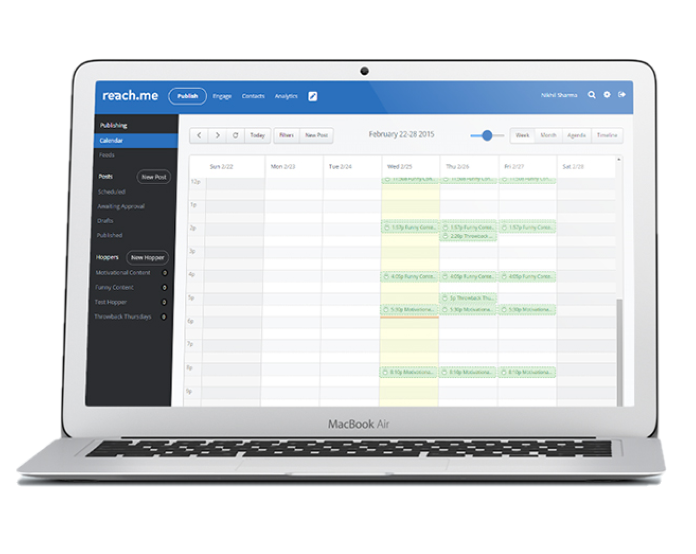 reach.me Publish Engage Contacts Analytics Nikhil Sharma
Publishing
Calendar
Feeds
Posts New Post
Scheduled
Awaiting Approval
Drafts
Published
Hoppers New Hopper
Motivational Content 0
Funny Content 0
Text Hopper 0
Throwback Thursdays 0
Today Filters New Post February 22-28 2015 Week Month Agenda Timeline
Sun 2/22 Mon 2/23 Tue 2/24 Wed 2/25 Thu 2/26 Fri 2/27 Sat 2/28
12p
1p
2p 1:57p Funny Conte... 1:57p Funny Conte... 1:57p Funny Conte...
2:20p Throwback ...
3p
4p 4:05p Funny Conte... 4:05p Funny Conte... 4:05p Funny Conte...
5p 5p Throwback Thu...
5:30p Motivationa... 5:30p Motivationa... 5:30p Motivationa...
6p
7p
8p 8:10p Motivationa... 8:10p Motivationa... 8:10p Motivationa...
9p
MacBook Air